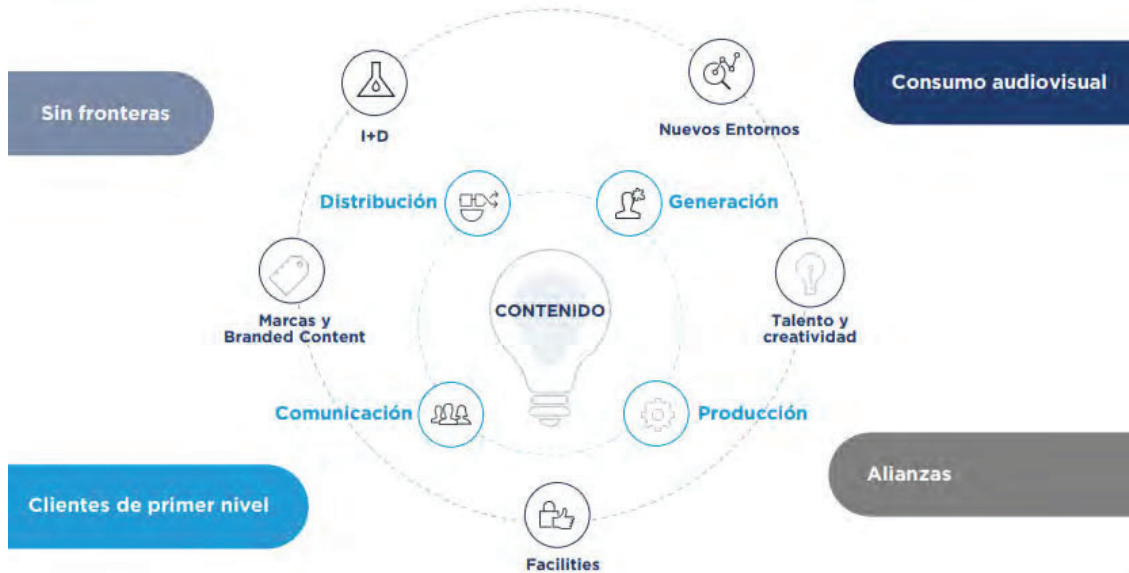 Consumo audiovisual
Sin fronteras
I+D
Nuevos Entornos
Distribución
Generación
CONTENIDO
Marcas y
Branded Content
Talento y
creatividad
Comunicación
Producción
Alianzas
Clientes de primer nivel
Facilities